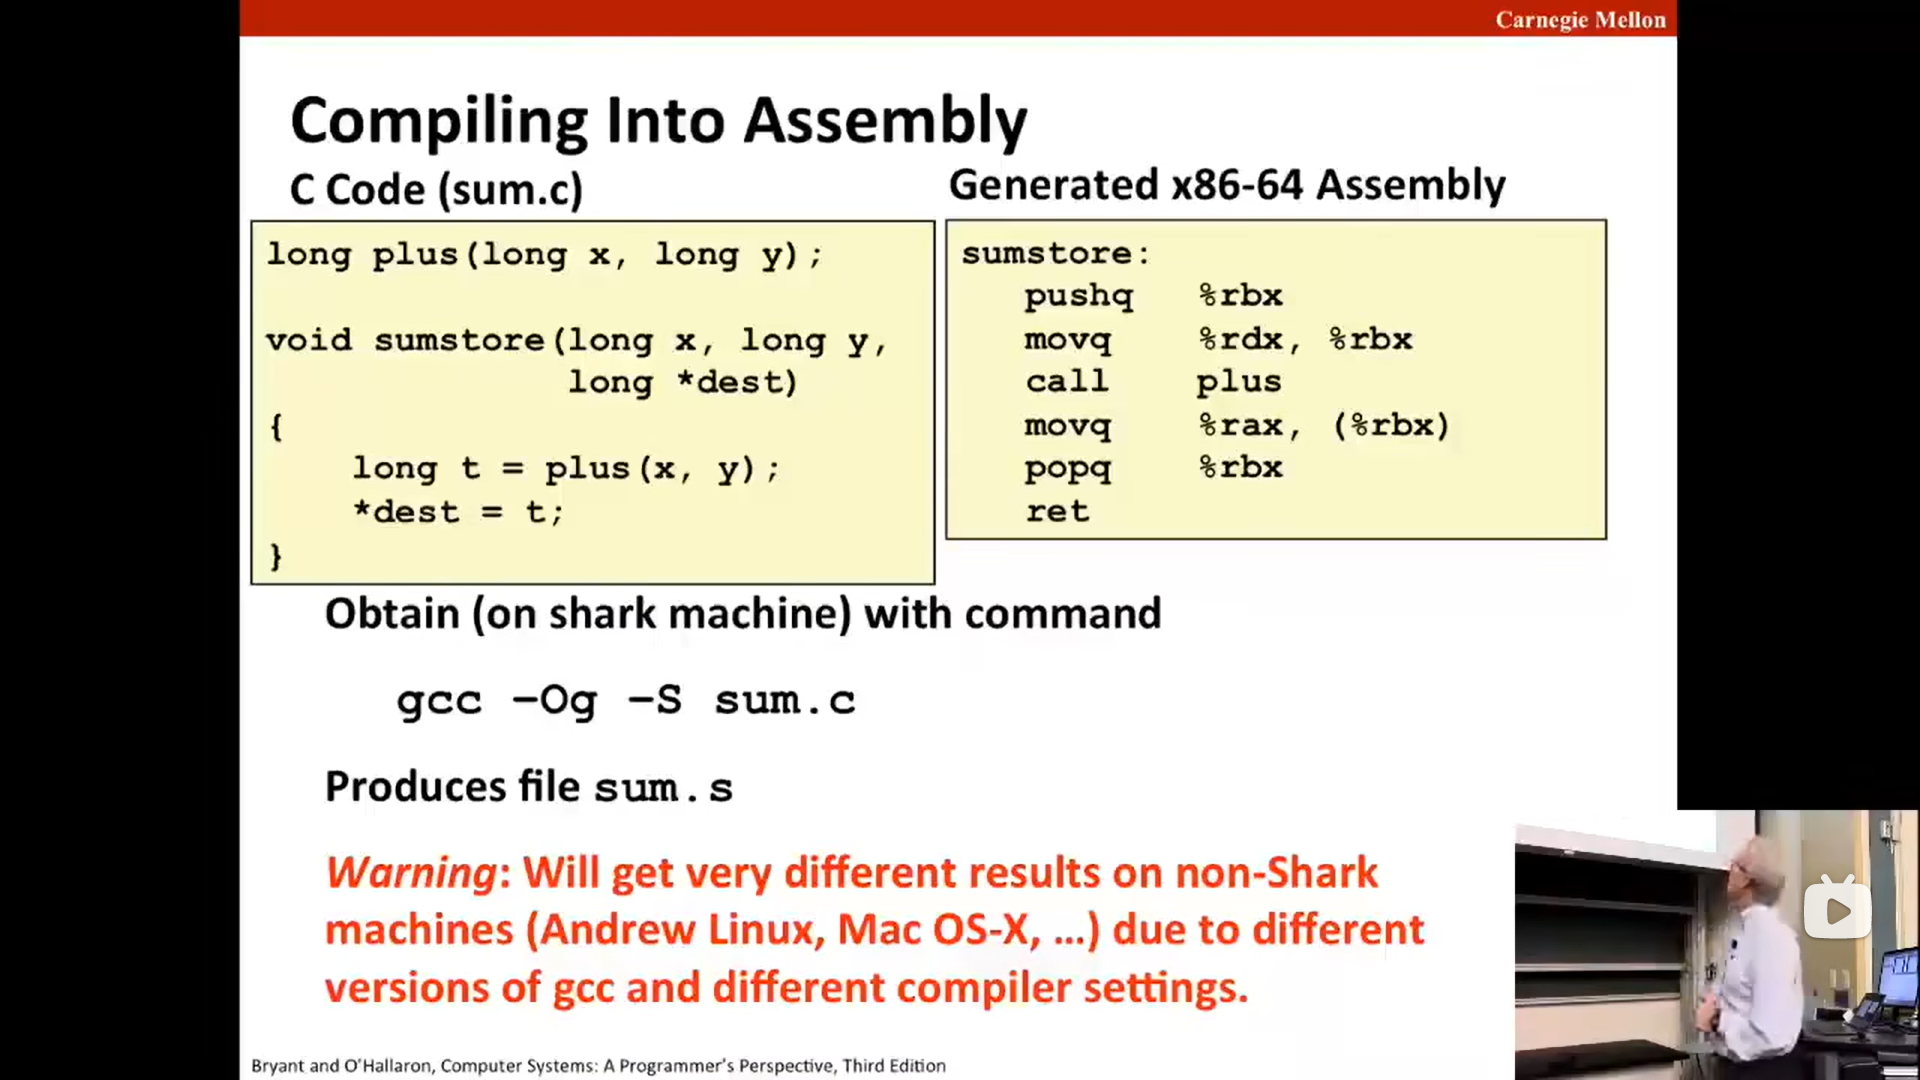 Carnegie Mellon
Compiling Into Assembly
C Code (sum.c)
long plus(long x, long y);
void sumstore(long x, long y,
long *dest)
{
long t = plus(x, y);
*dest = t;
}
Generated x86-64 Assembly
sumstore:
pushq %rbx
movq %rdx, %rbx
call plus
movq %rax, (%rbx)
popq %rbx
ret
Obtain (on shark machine) with command
gcc –Og –S sum.c
Produces file sum.s
Warning: Will get very different results on non-Shark
machines (Andrew Linux, Mac OS-X, …) due to different
versions of gcc and different compiler settings.
Bryant and O'Hallaron, Computer Systems: A Programmer's Perspective, Third Edition